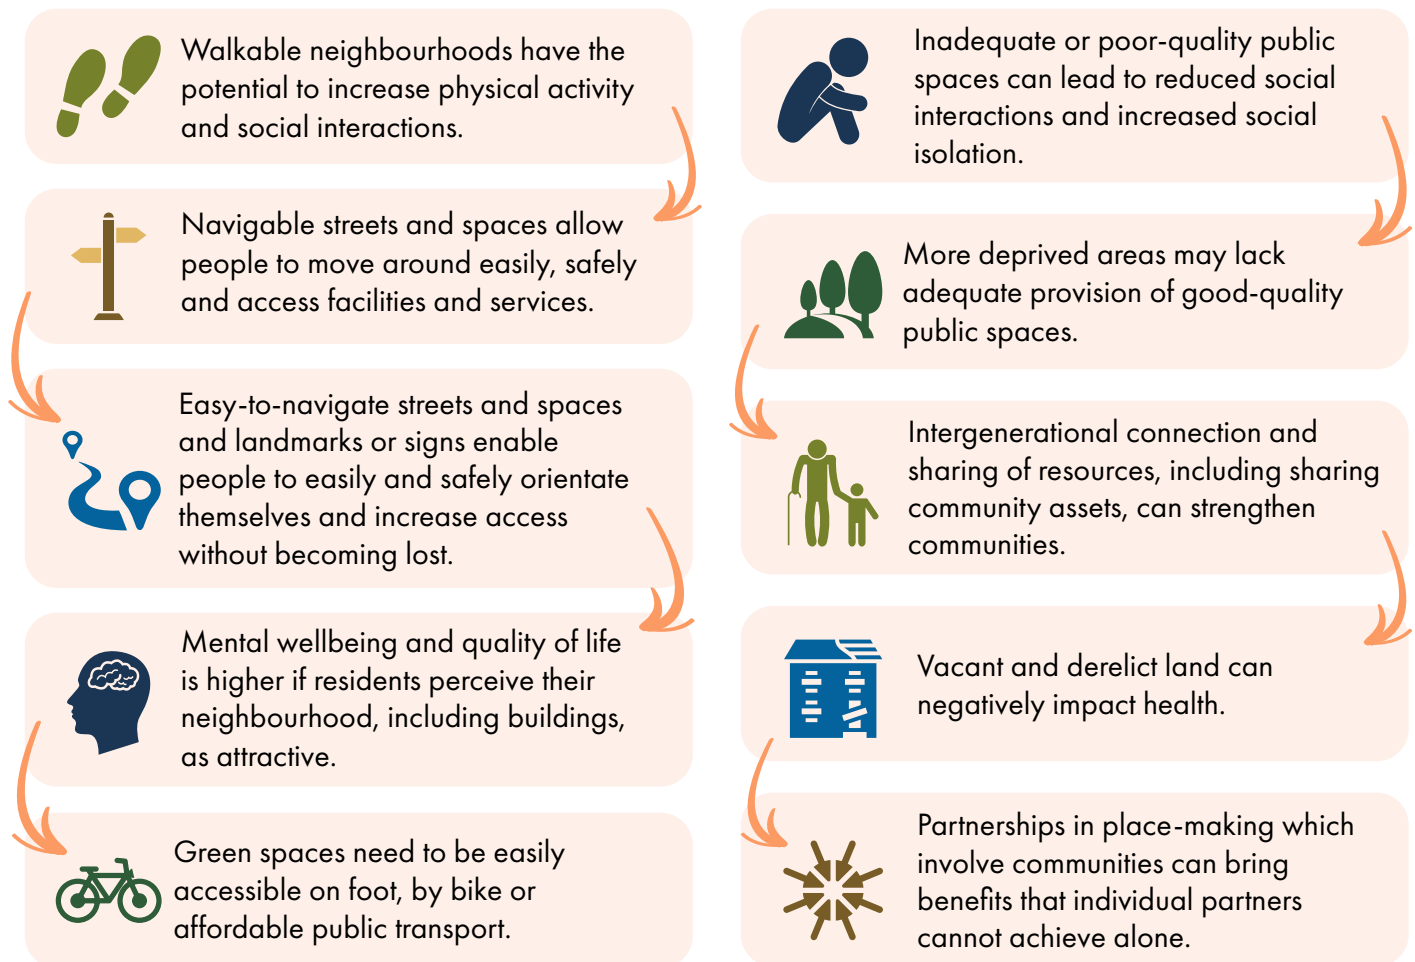 Walkable neighbourhoods have the
potential to increase physical activity
and social interactions.
Navigable streets and spaces allow
people to move around easily, safely
and access facilities and services.
Easy-to-navigate streets and spaces
and landmarks or signs enable
people to easily and safely orientate
themselves and increase access
without becoming lost.
Mental wellbeing and quality of life
is higher if residents perceive their
neighbourhood, including buildings,
as attractive.
Green spaces need to be easily
accessible on foot, by bike or
affordable public transport.
Inadequate or poor-quality public
spaces can lead to reduced social
interactions and increased social
isolation.
More deprived areas may lack
adequate provision of good-quality
public spaces.
Intergenerational connection and
sharing of resources, including sharing
community assets, can strengthen
communities.
Vacant and derelict land can
negatively impact health.
Partnerships in place-making which
involve communities can bring
benefits that individual partners
cannot achieve alone.